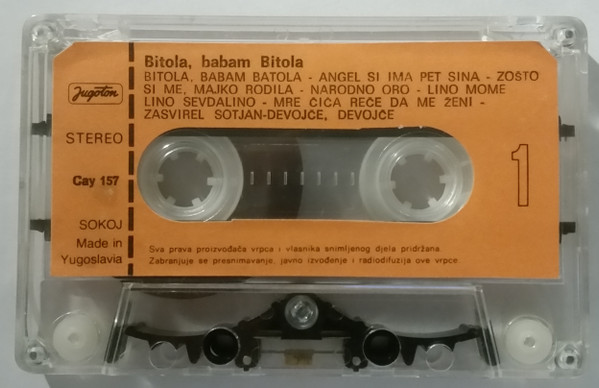 Bitola, babam Bitola
BITOLA, BABAM BATOLA - ANGEL SI IMA PET SINA - ZOŠTO
SI ME, MAJKO RODILA - NARODNO ORO - LINO MOME
LINO SEVDALINO - MRE ČIČA REČE DA ME ŽENI -
ZASVIREL SOTJAN-DEVOJČE, DEVOJČE
Jugoton
STEREO
Cay 157
SOKOJ
Made in
Yugoslavia
1
Sva prava proizvođača vrpce i vlasnika snimljenog djela pridržana.
Zabranjuje se presnimavanje, javno izvođenje i radiodifuzija ove vrpce.